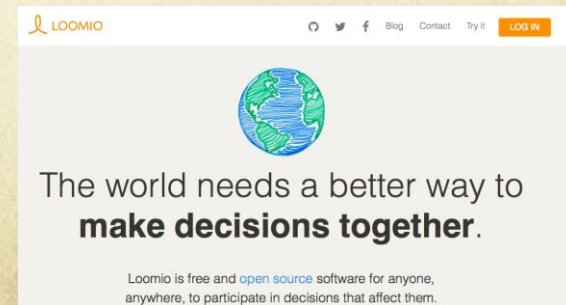 LOOMIO Blog Contact Try it LOG IN
The world needs a better way to
make decisions together.
Loomio is free and open source software for anyone,
anywhere, to participate in decisions that affect them.